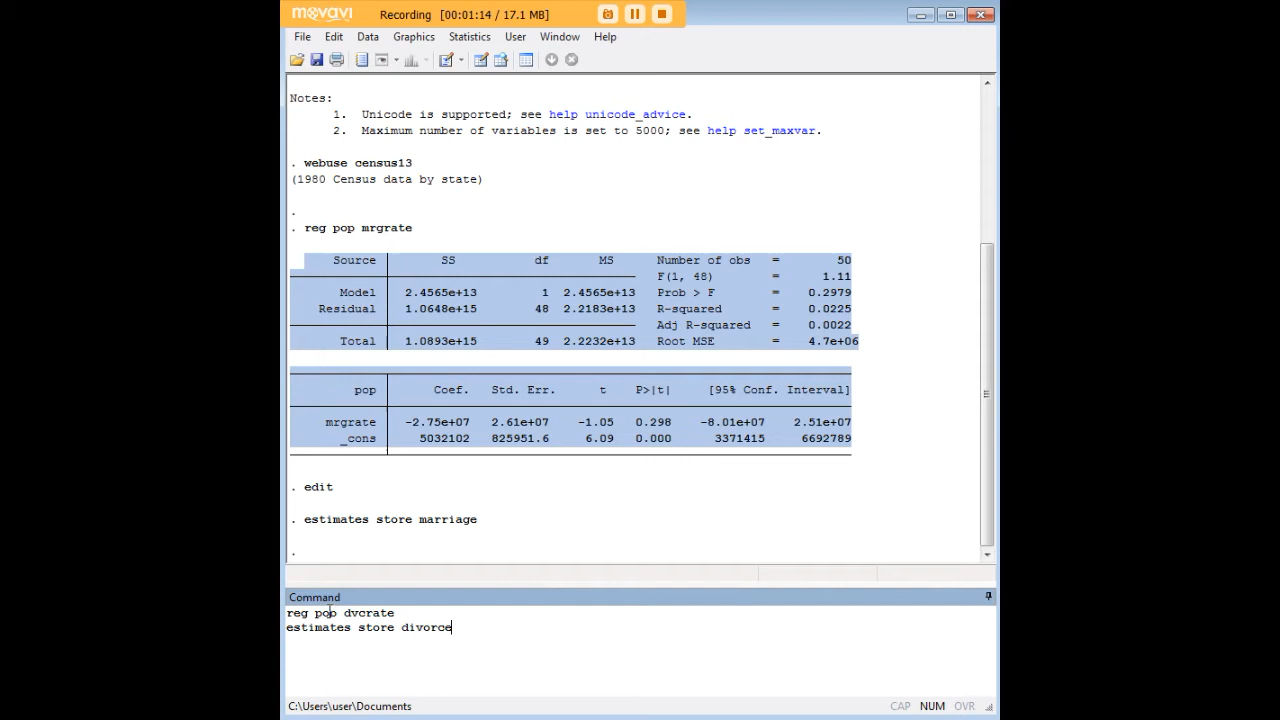 movavi Recording [00:01:14 / 17.1 MB]
File Edit Data Graphics Statistics User Window Help
Notes:
1. Unicode is supported; see help unicode_advice.
2. Maximum number of variables is set to 5000; see help set_maxvar.
. webuse census13
(1980 Census data by state)
.
. reg pop mrgrate
Source SS df MS Number of obs = 50
F(1, 48) = 1.11
Model 2.4565e+13 1 2.4565e+13 Prob > F = 0.2979
Residual 1.0648e+15 48 2.2183e+13 R-squared = 0.0225
Adj R-squared = 0.0022
Total 1.0893e+15 49 2.2232e+13 Root MSE = 4.7e+06
pop Coef. Std. Err. t P>|t| [95% Conf. Interval]
mrgrate -2.75e+07 2.61e+07 -1.05 0.298 -8.01e+07 2.51e+07
_cons 5032102 825951.6 6.09 0.000 3371415 6692789
. edit
. estimates store marriage
.
Command
reg pop dvcrate
estimates store divorce
C:\Users\user\Documents CAP NUM OVR